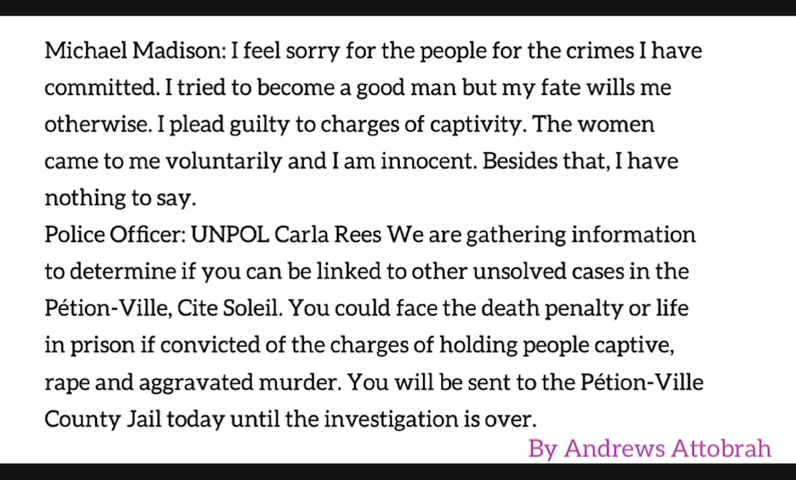 Michael Madison: I feel sorry for the people for the crimes I have
committed. I tried to become a good man but my fate wills me
otherwise. I plead guilty to charges of captivity. The women
came to me voluntarily and I am innocent. Besides that, I have
nothing to say.
Police Officer: UNPOL Carla Rees We are gathering information
to determine if you can be linked to other unsolved cases in the
Pétion-Ville, Cite Soleil. You could face the death penalty or life
in prison if convicted of the charges of holding people captive,
rape and aggravated murder. You will be sent to the Pétion-Ville
County Jail today until the investigation is over.
By Andrews Attobrah